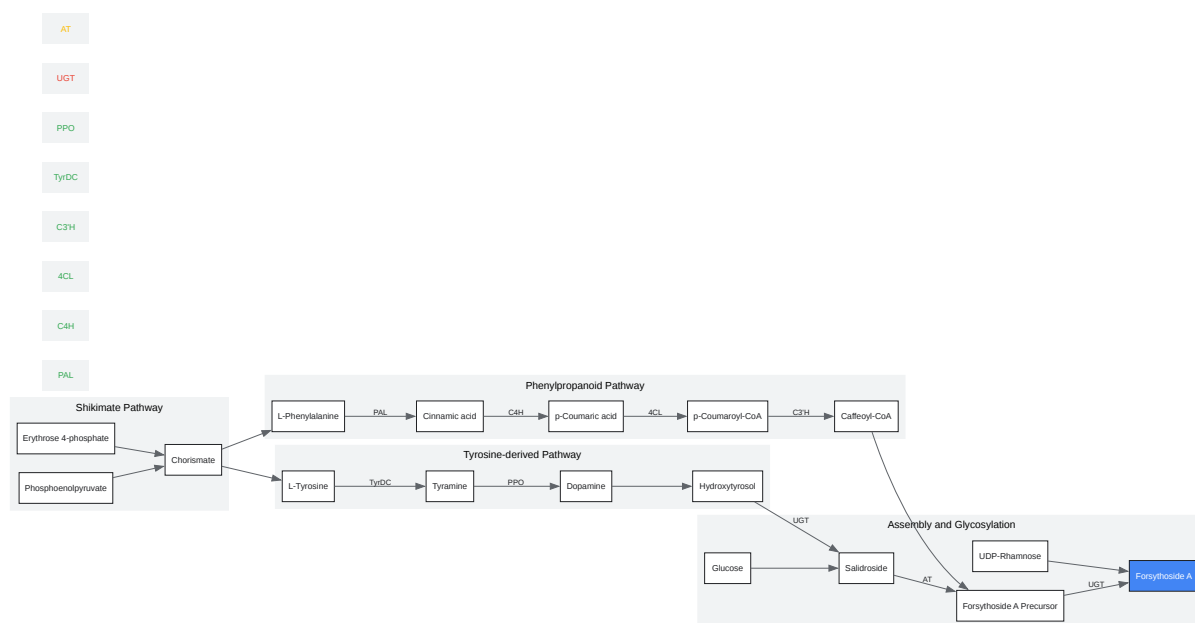 AT
UGT
PPO
TyrDC
C3'H
4CL
C4H
PAL
Shikimate Pathway
Erythrose 4-phosphate
Phosphoenolpyruvate
Chorismate
Phenylpropanoid Pathway
L-Phenylalanine
PAL
Cinnamic acid
C4H
p-Coumaric acid
4CL
p-Coumaroyl-CoA
C3'H
Caffeoyl-CoA
Tyrosine-derived Pathway
L-Tyrosine
TyrDC
Tyramine
PPO
Dopamine
Hydroxytyrosol
UGT
Assembly and Glycosylation
Glucose
Salidroside
AT
UDP-Rhamnose
Forsythoside A Precursor
UGT
Forsythoside A